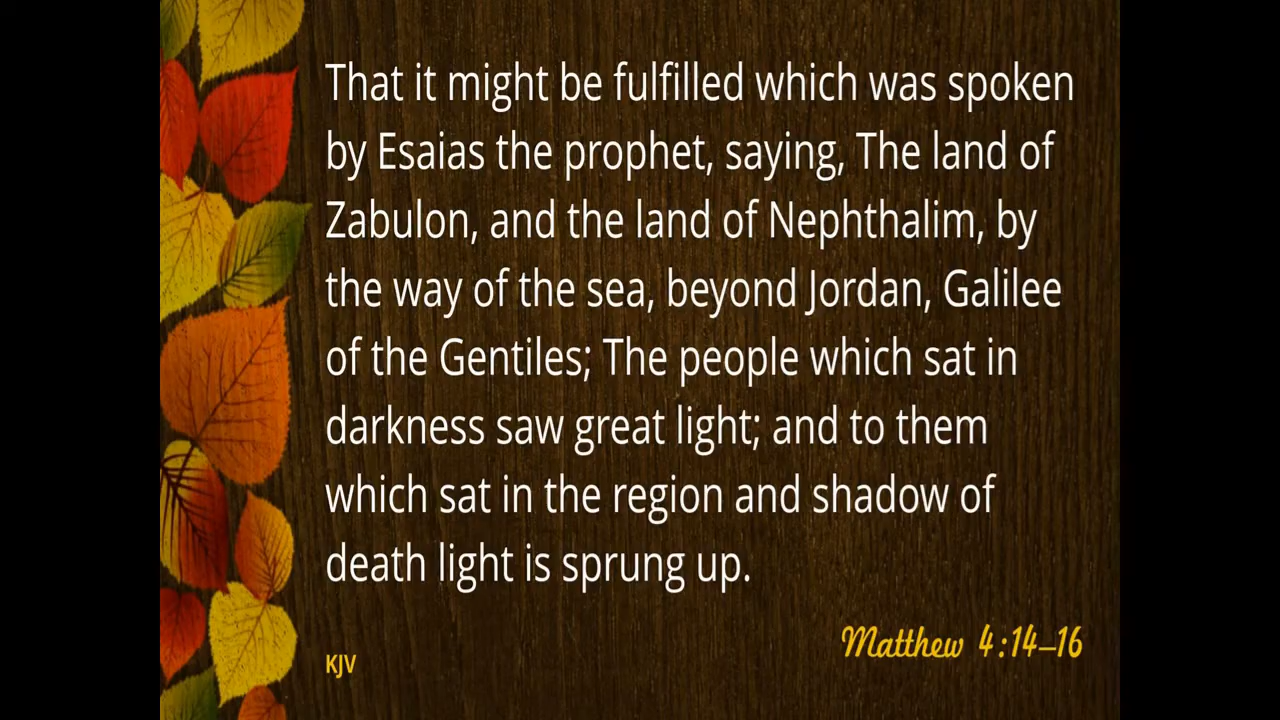 That it might be fulfilled which was spoken
by Esaias the prophet, saying, The land of
Zabulon, and the land of Nephthalim, by
the way of the sea, beyond Jordan, Galilee
of the Gentiles; The people which sat in
darkness saw great light; and to them
which sat in the region and shadow of
death light is sprung up.
Matthew 4:14–16
KJV